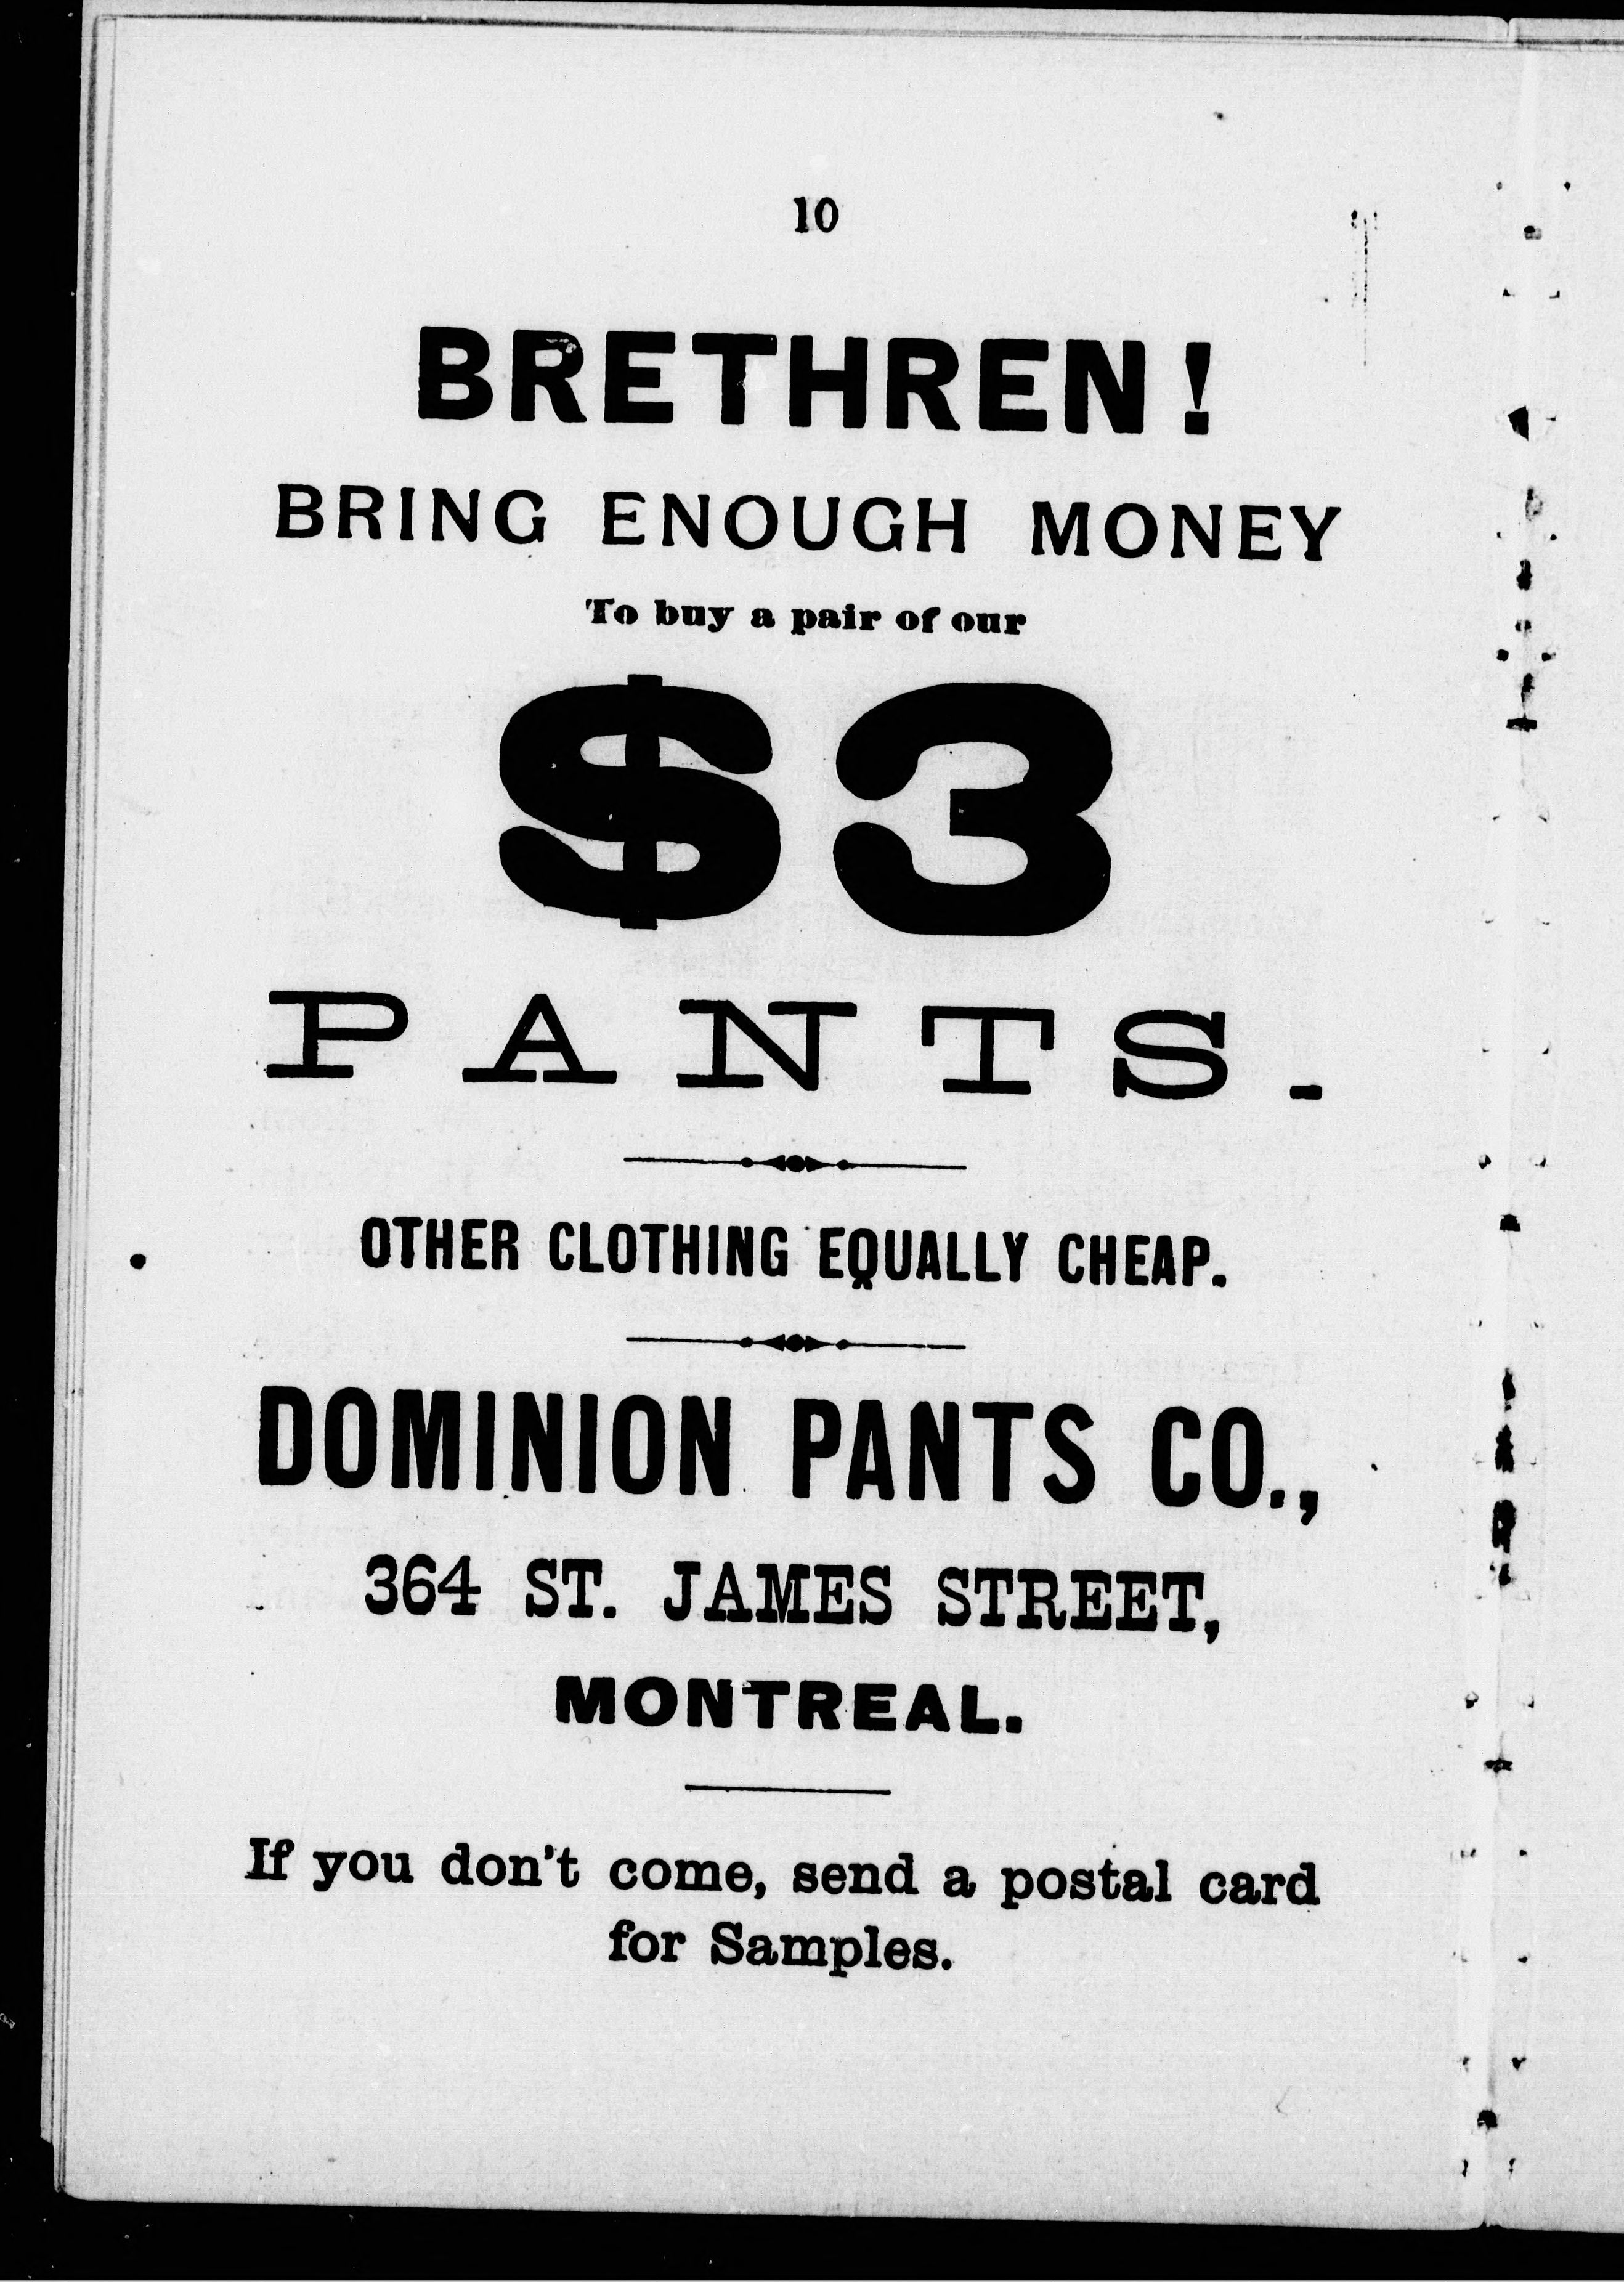 10
BRETHREN!
BRING ENOUGH MONEY
To buy a pair of our
$3
PANTS.
OTHER CLOTHING EQUALLY CHEAP.
DOMINION PANTS CO.,
364 ST. JAMES STREET,
MONTREAL.
If you don't come, send a postal card
for Samples.